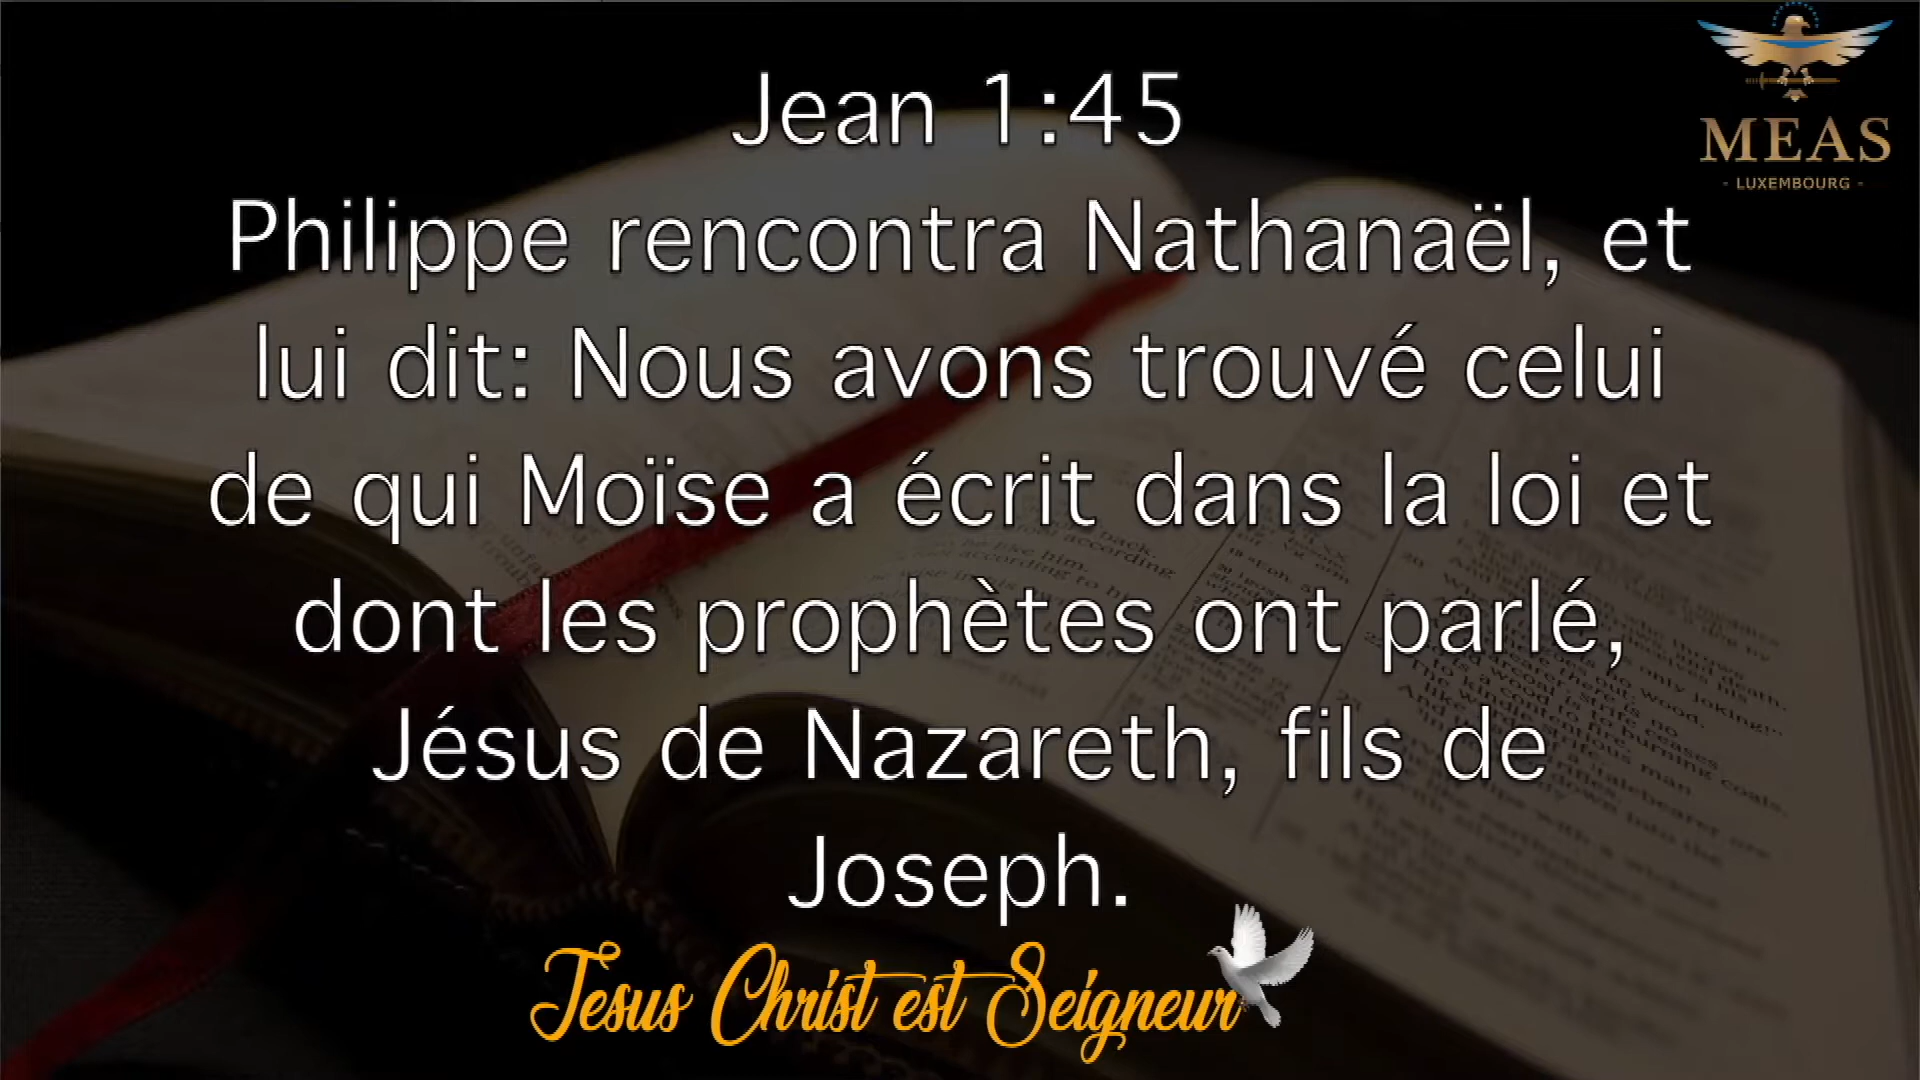 Jean 1:45
Philippe rencontra Nathanaël, et
lui dit: Nous avons trouvé celui
de qui Moïse a écrit dans la loi et
dont les prophètes ont parlé,
Jésus de Nazareth, fils de
Joseph.
Jesus Christ est Seigneur
MEAS
- LUXEMBOURG -